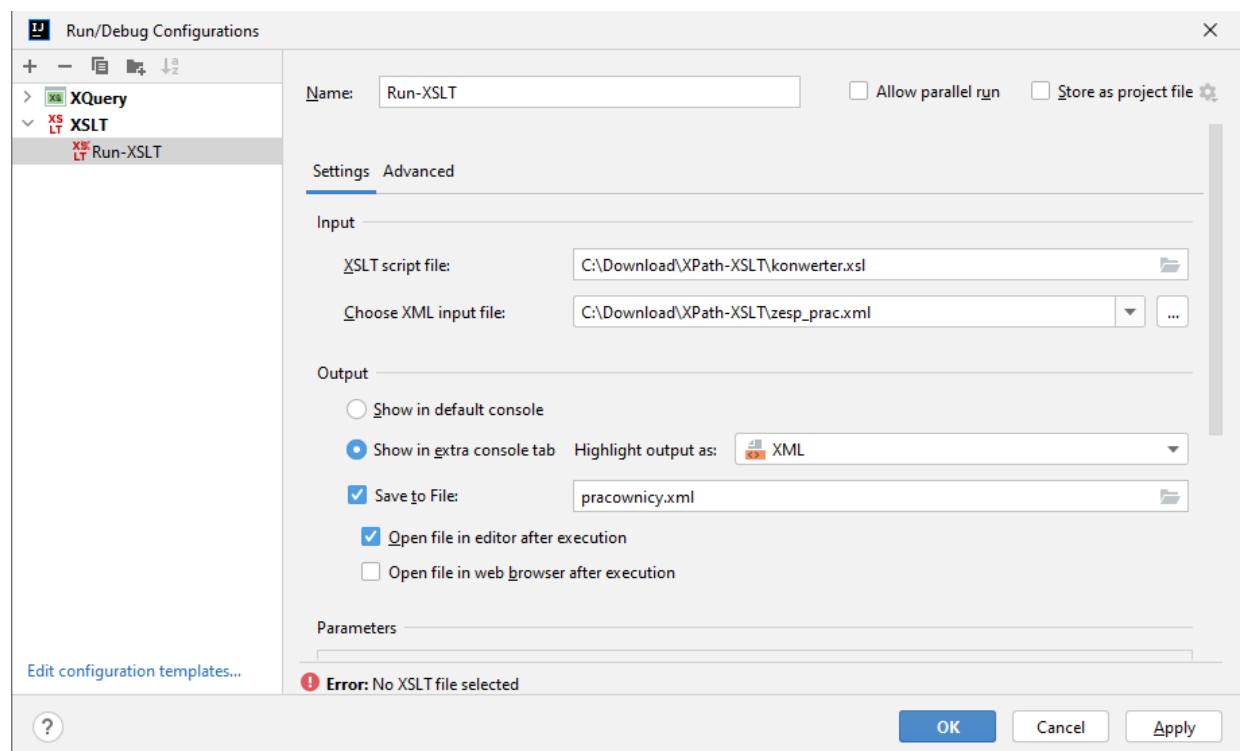 Run/Debug Configurations
XQuery
XSLT
Run-XSLT
Edit configuration templates...
Name: Run-XSLT Allow parallel run Store as project file
Settings Advanced
Input
XSLT script file: C:\Download\XPath-XSLT\konwerter.xsl
Choose XML input file: C:\Download\XPath-XSLT\zesp_prac.xml ...
Output
Show in default console
Show in extra console tab Highlight output as: XML
Save to File: pracownicy.xml
Open file in editor after execution
Open file in web browser after execution
Parameters
Error: No XSLT file selected
? OK Cancel Apply